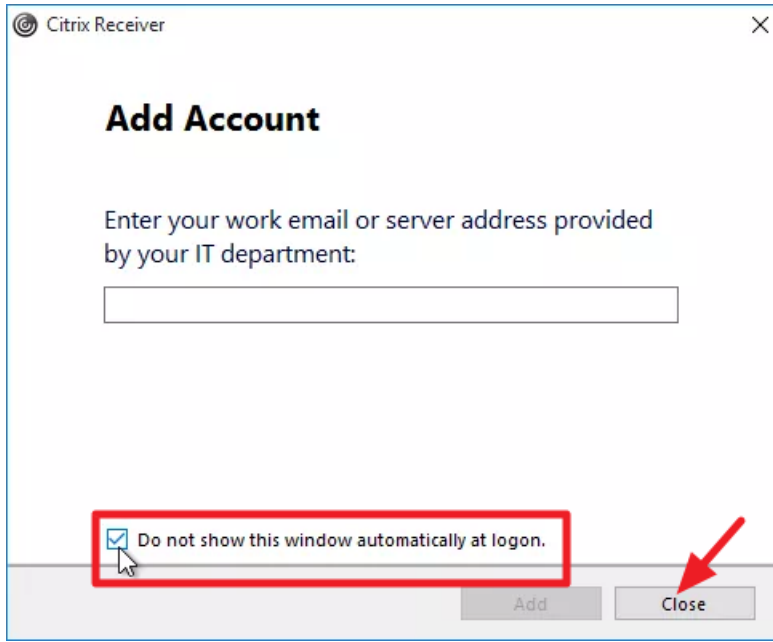 Citrix Receiver
Add Account
Enter your work email or server address provided
by your IT department:
Do not show this window automatically at logon.
Add
Close